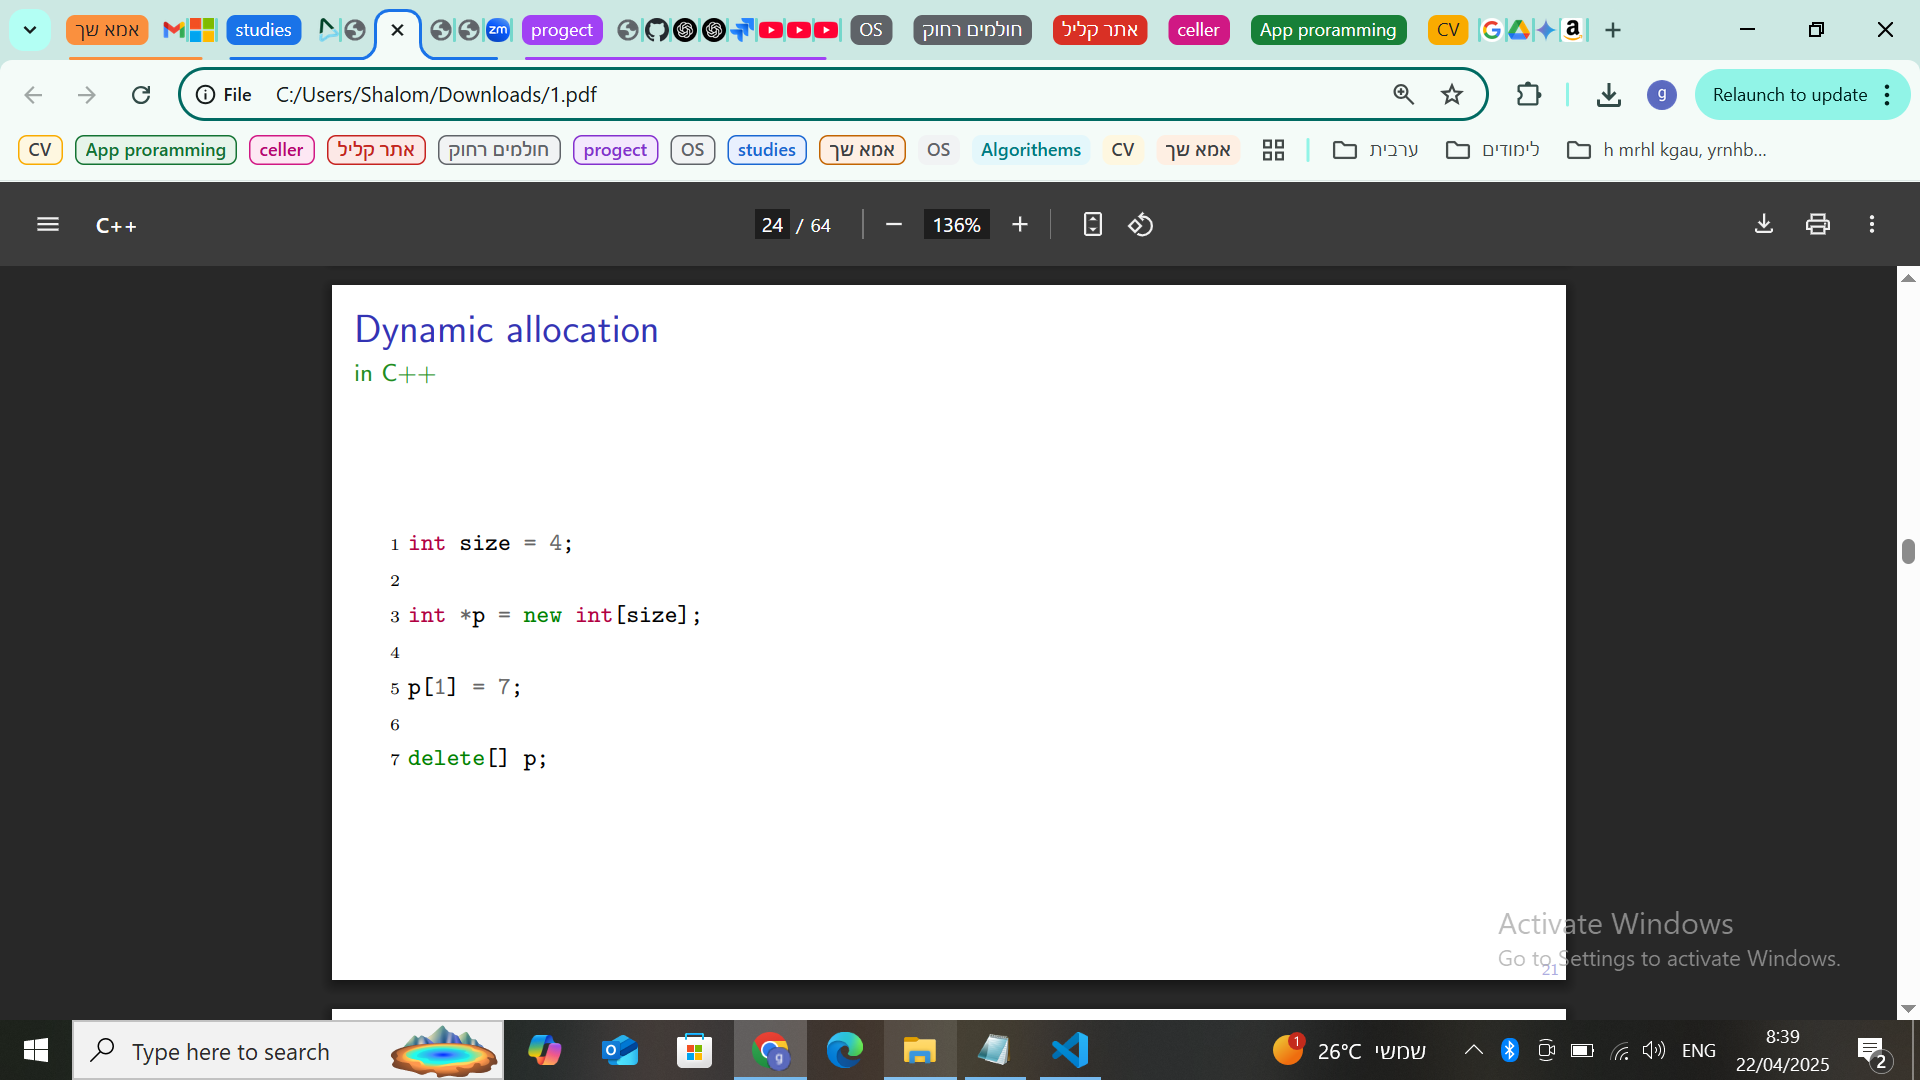 אמא שך studies zm progect OS חולמים רחוק אתר קליל celler App proramming CV
File C:/Users/Shalom/Downloads/1.pdf g Relaunch to update
CV App proramming celler אתר קליל חולמים רחוק progect OS studies אמא שך OS Algorithems CV אמא שך ערבית לימודים h mrhl kgau, yrnhb...
C++ 24 / 64 136%
Dynamic allocation
in C++
1 int size = 4;
2
3 int *p = new int[size];
4
5 p[1] = 7;
6
7 delete[] p;
21
Activate Windows
Go to Settings to activate Windows.
Type here to search g 1 26°C שמשי ENG 8:39
22/04/2025 2